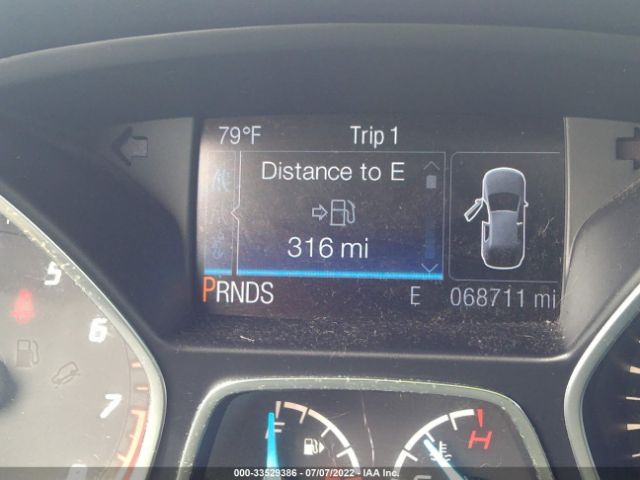 79°F Trip 1
Distance to E
316 mi
PRNDS E 068711 mi
5
6
7
F
H
000-33529386 - 07/07/2022 - IAA Inc.